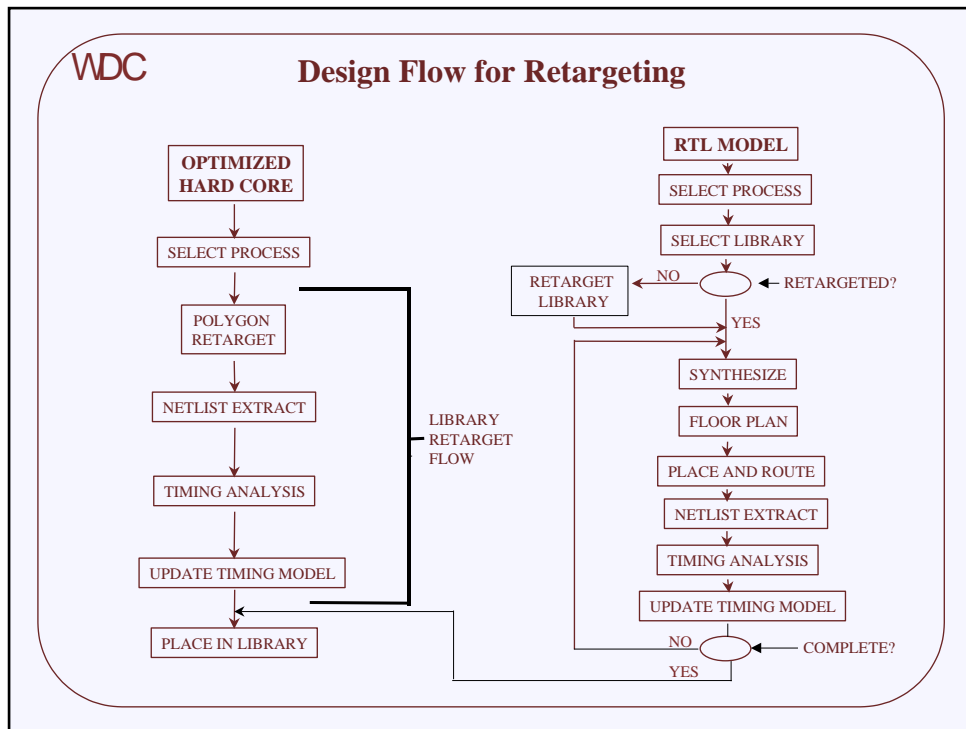 WDC
Design Flow for Retargeting
OPTIMIZED
HARD CORE
SELECT PROCESS
POLYGON
RETARGET
NETLIST EXTRACT
TIMING ANALYSIS
UPDATE TIMING MODEL
PLACE IN LIBRARY
LIBRARY
RETARGET
FLOW
RTL MODEL
SELECT PROCESS
SELECT LIBRARY
RETARGET
LIBRARY
NO
RETARGETED?
YES
SYNTHESIZE
FLOOR PLAN
PLACE AND ROUTE
NETLIST EXTRACT
TIMING ANALYSIS
UPDATE TIMING MODEL
NO
COMPLETE?
YES